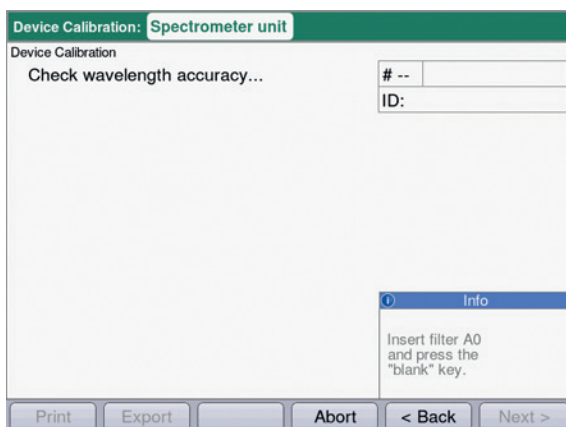 Device Calibration: Spectrometer unit
Device Calibration
Check wavelength accuracy...
# --
ID:
Info
Insert filter A0
and press the
"blank" key.
Print Export Abort < Back Next >